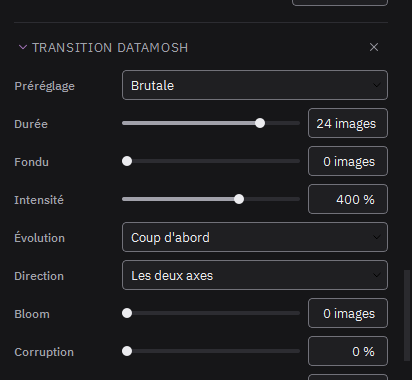 TRANSITION DATAMOSH
Préréglage Brutale
Durée 24 images
Fondu 0 images
Intensité 400 %
Évolution Coup d'abord
Direction Les deux axes
Bloom 0 images
Corruption 0 %